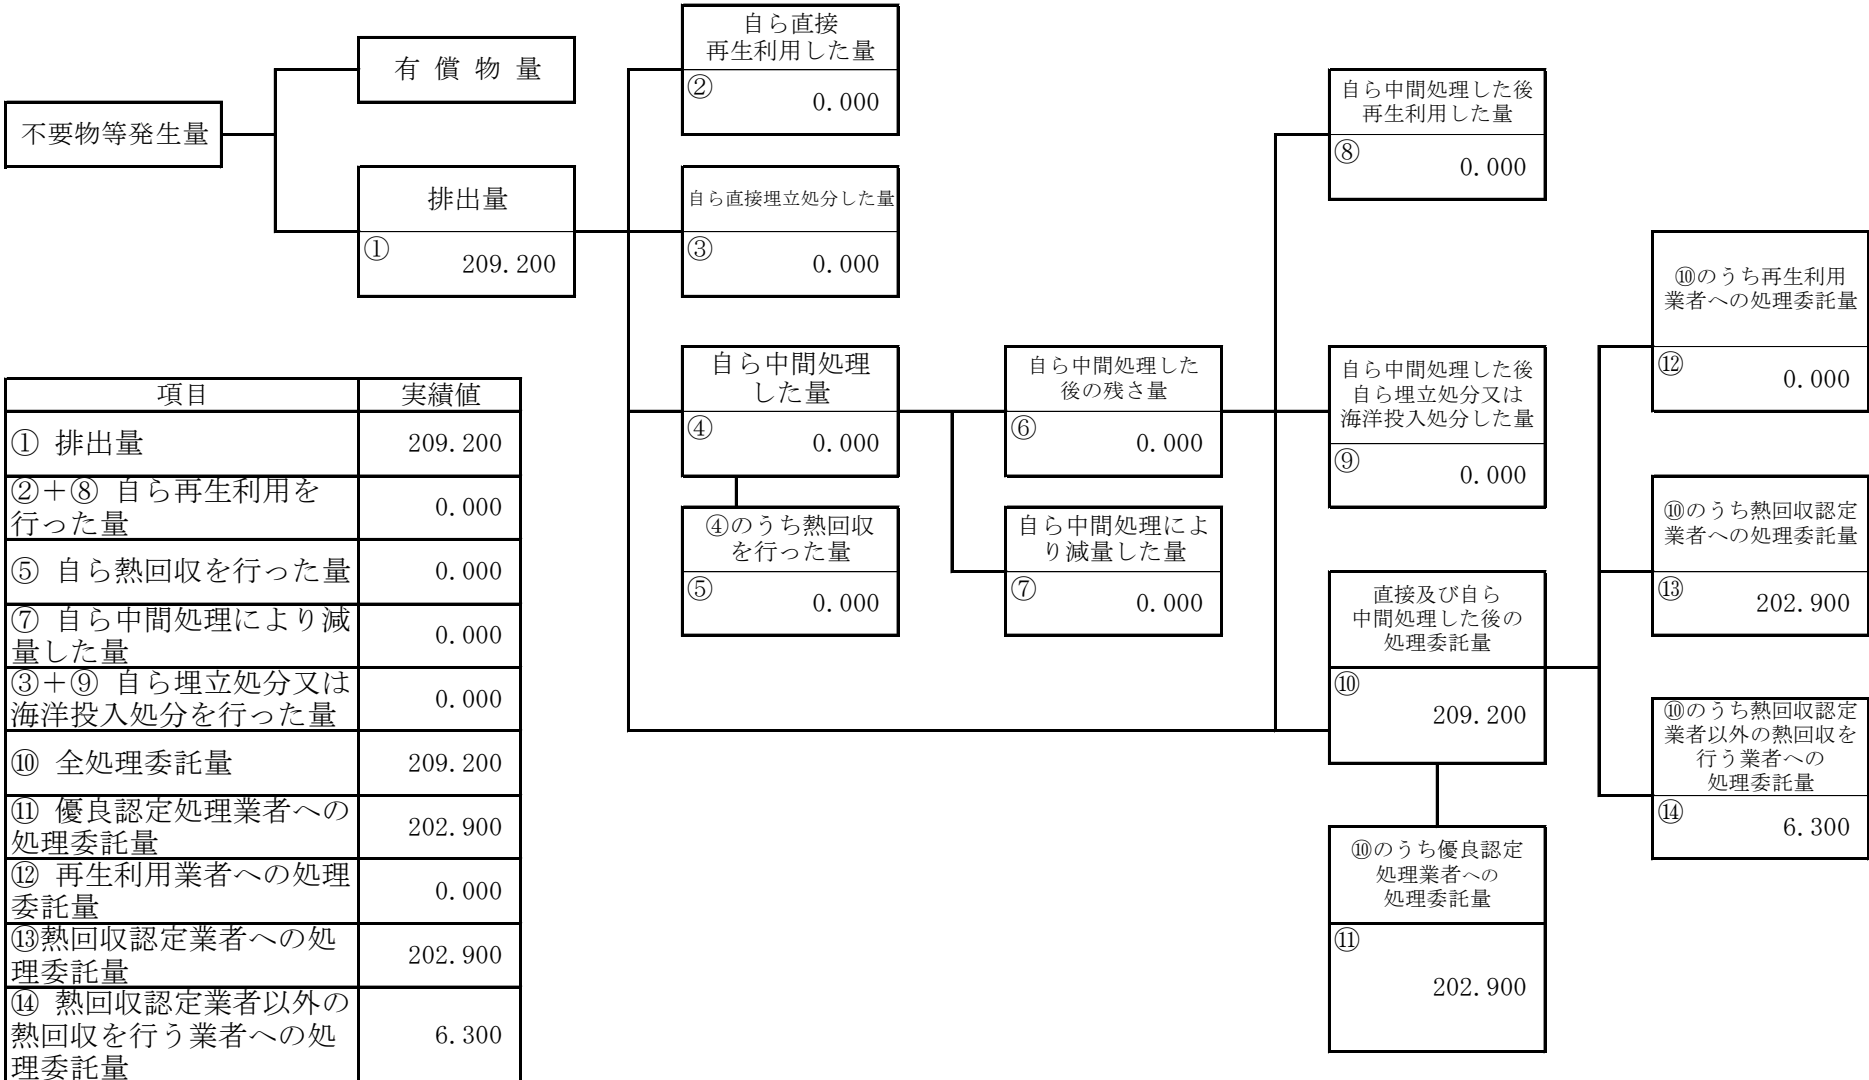 不要物等発生量
有 償 物 量
排出量
①
209.200
自ら直接
再生利用した量
②
0.000
自ら直接埋立処分した量
③
0.000
自ら中間処理
した量
④
0.000
④のうち熱回収
を行った量
⑤
0.000
自ら中間処理した
後の残さ量
⑥
0.000
自ら中間処理によ
り減量した量
⑦
0.000
自ら中間処理した後
再生利用した量
⑧
0.000
自ら中間処理した後
自ら埋立処分又は
海洋投入処分した量
⑨
0.000
直接及び自ら
中間処理した後の
処理委託量
⑩
209.200
⑩のうち優良認定
処理業者への
処理委託量
⑪
202.900
⑩のうち再生利用
業者への処理委託量
⑫
0.000
⑩のうち熱回収認定
業者への処理委託量
⑬
202.900
⑩のうち熱回収認定
業者以外の熱回収を
行う業者への
処理委託量
⑭
6.300
項目 実績値
① 排出量 209.200
②＋⑧ 自ら再生利用を
行った量 0.000
⑤ 自ら熱回収を行った量 0.000
⑦ 自ら中間処理により減
量した量 0.000
③＋⑨ 自ら埋立処分又は
海洋投入処分を行った量 0.000
⑩ 全処理委託量 209.200
⑪ 優良認定処理業者への
処理委託量 202.900
⑫ 再生利用業者への処理
委託量 0.000
⑬熱回収認定業者への処
理委託量 202.900
⑭ 熱回収認定業者以外の
熱回収を行う業者への処
理委託量 6.300